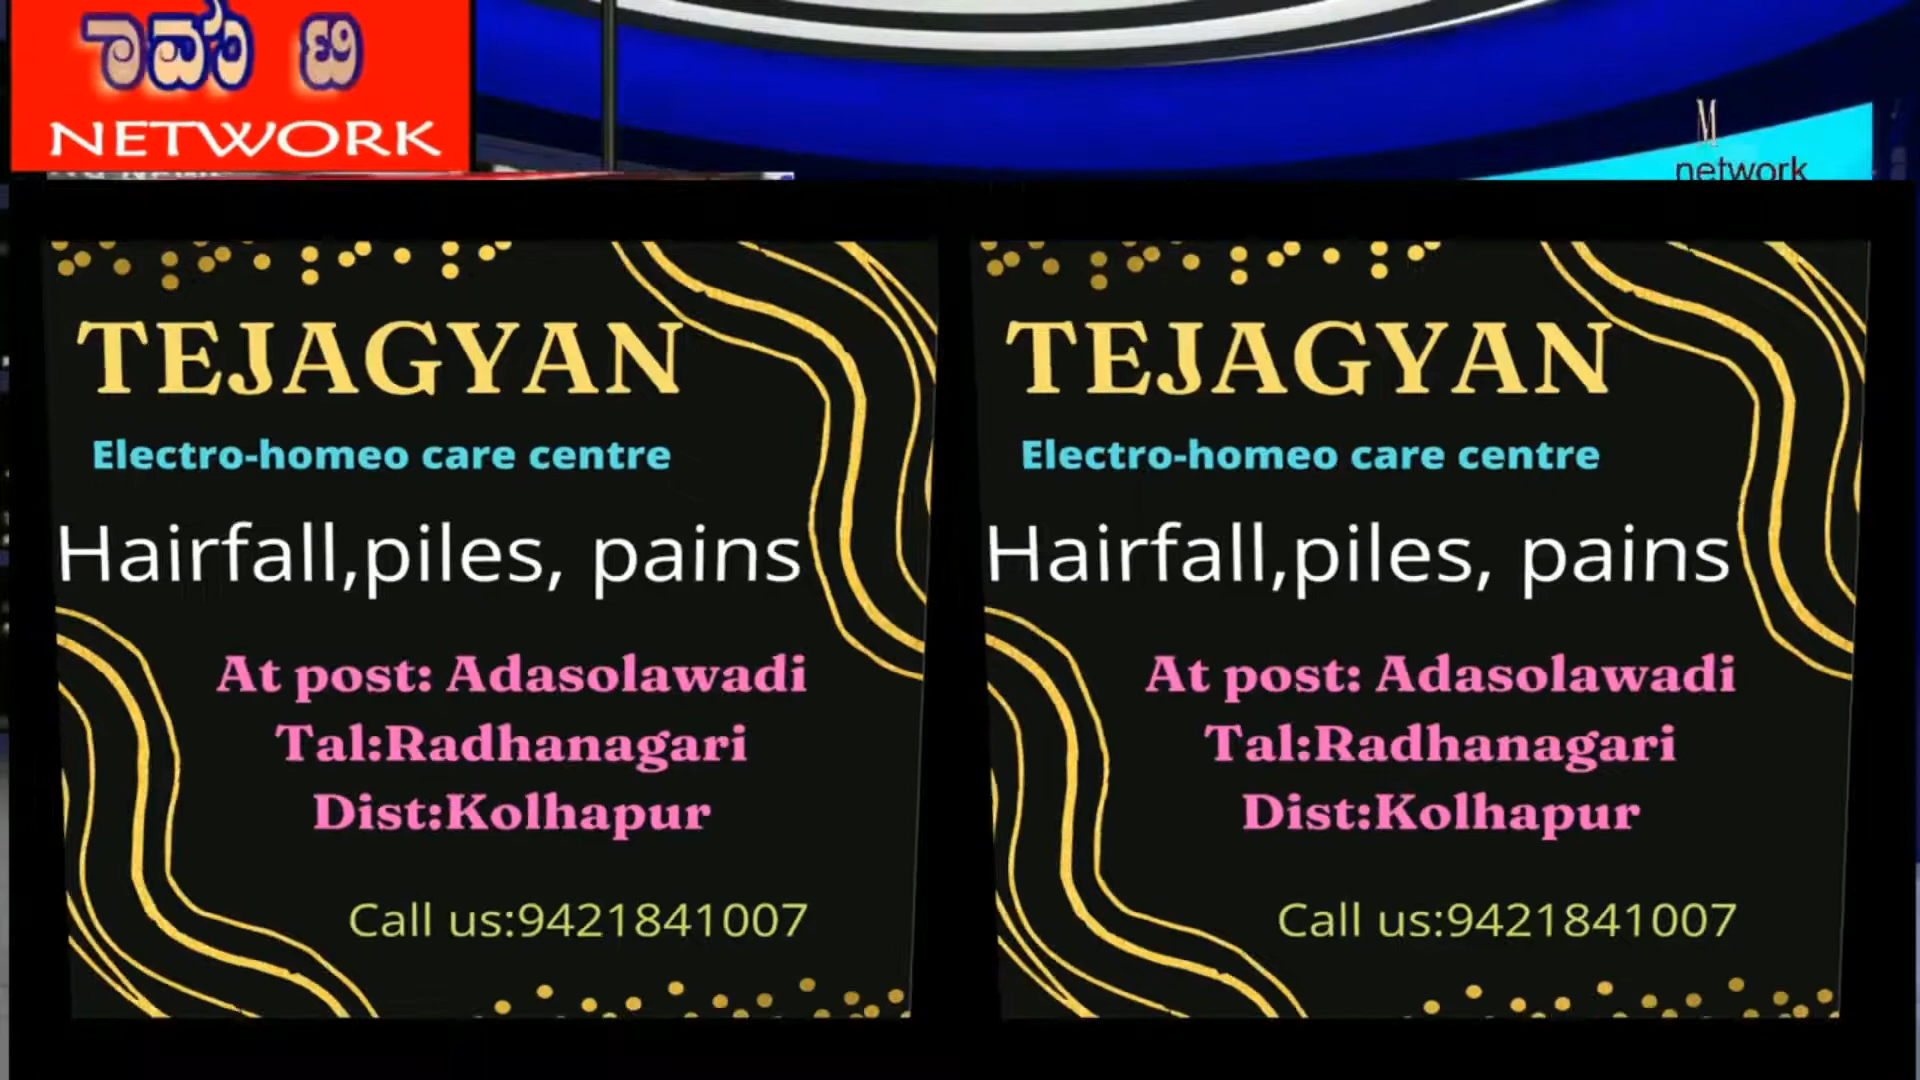 NETWORK
M
network
TEJAGYAN
Electro-homeo care centre
Hairfall,piles, pains
At post: Adasolawadi
Tal:Radhanagari
Dist:Kolhapur
Call us:9421841007
TEJAGYAN
Electro-homeo care centre
Hairfall,piles, pains
At post: Adasolawadi
Tal:Radhanagari
Dist:Kolhapur
Call us:9421841007